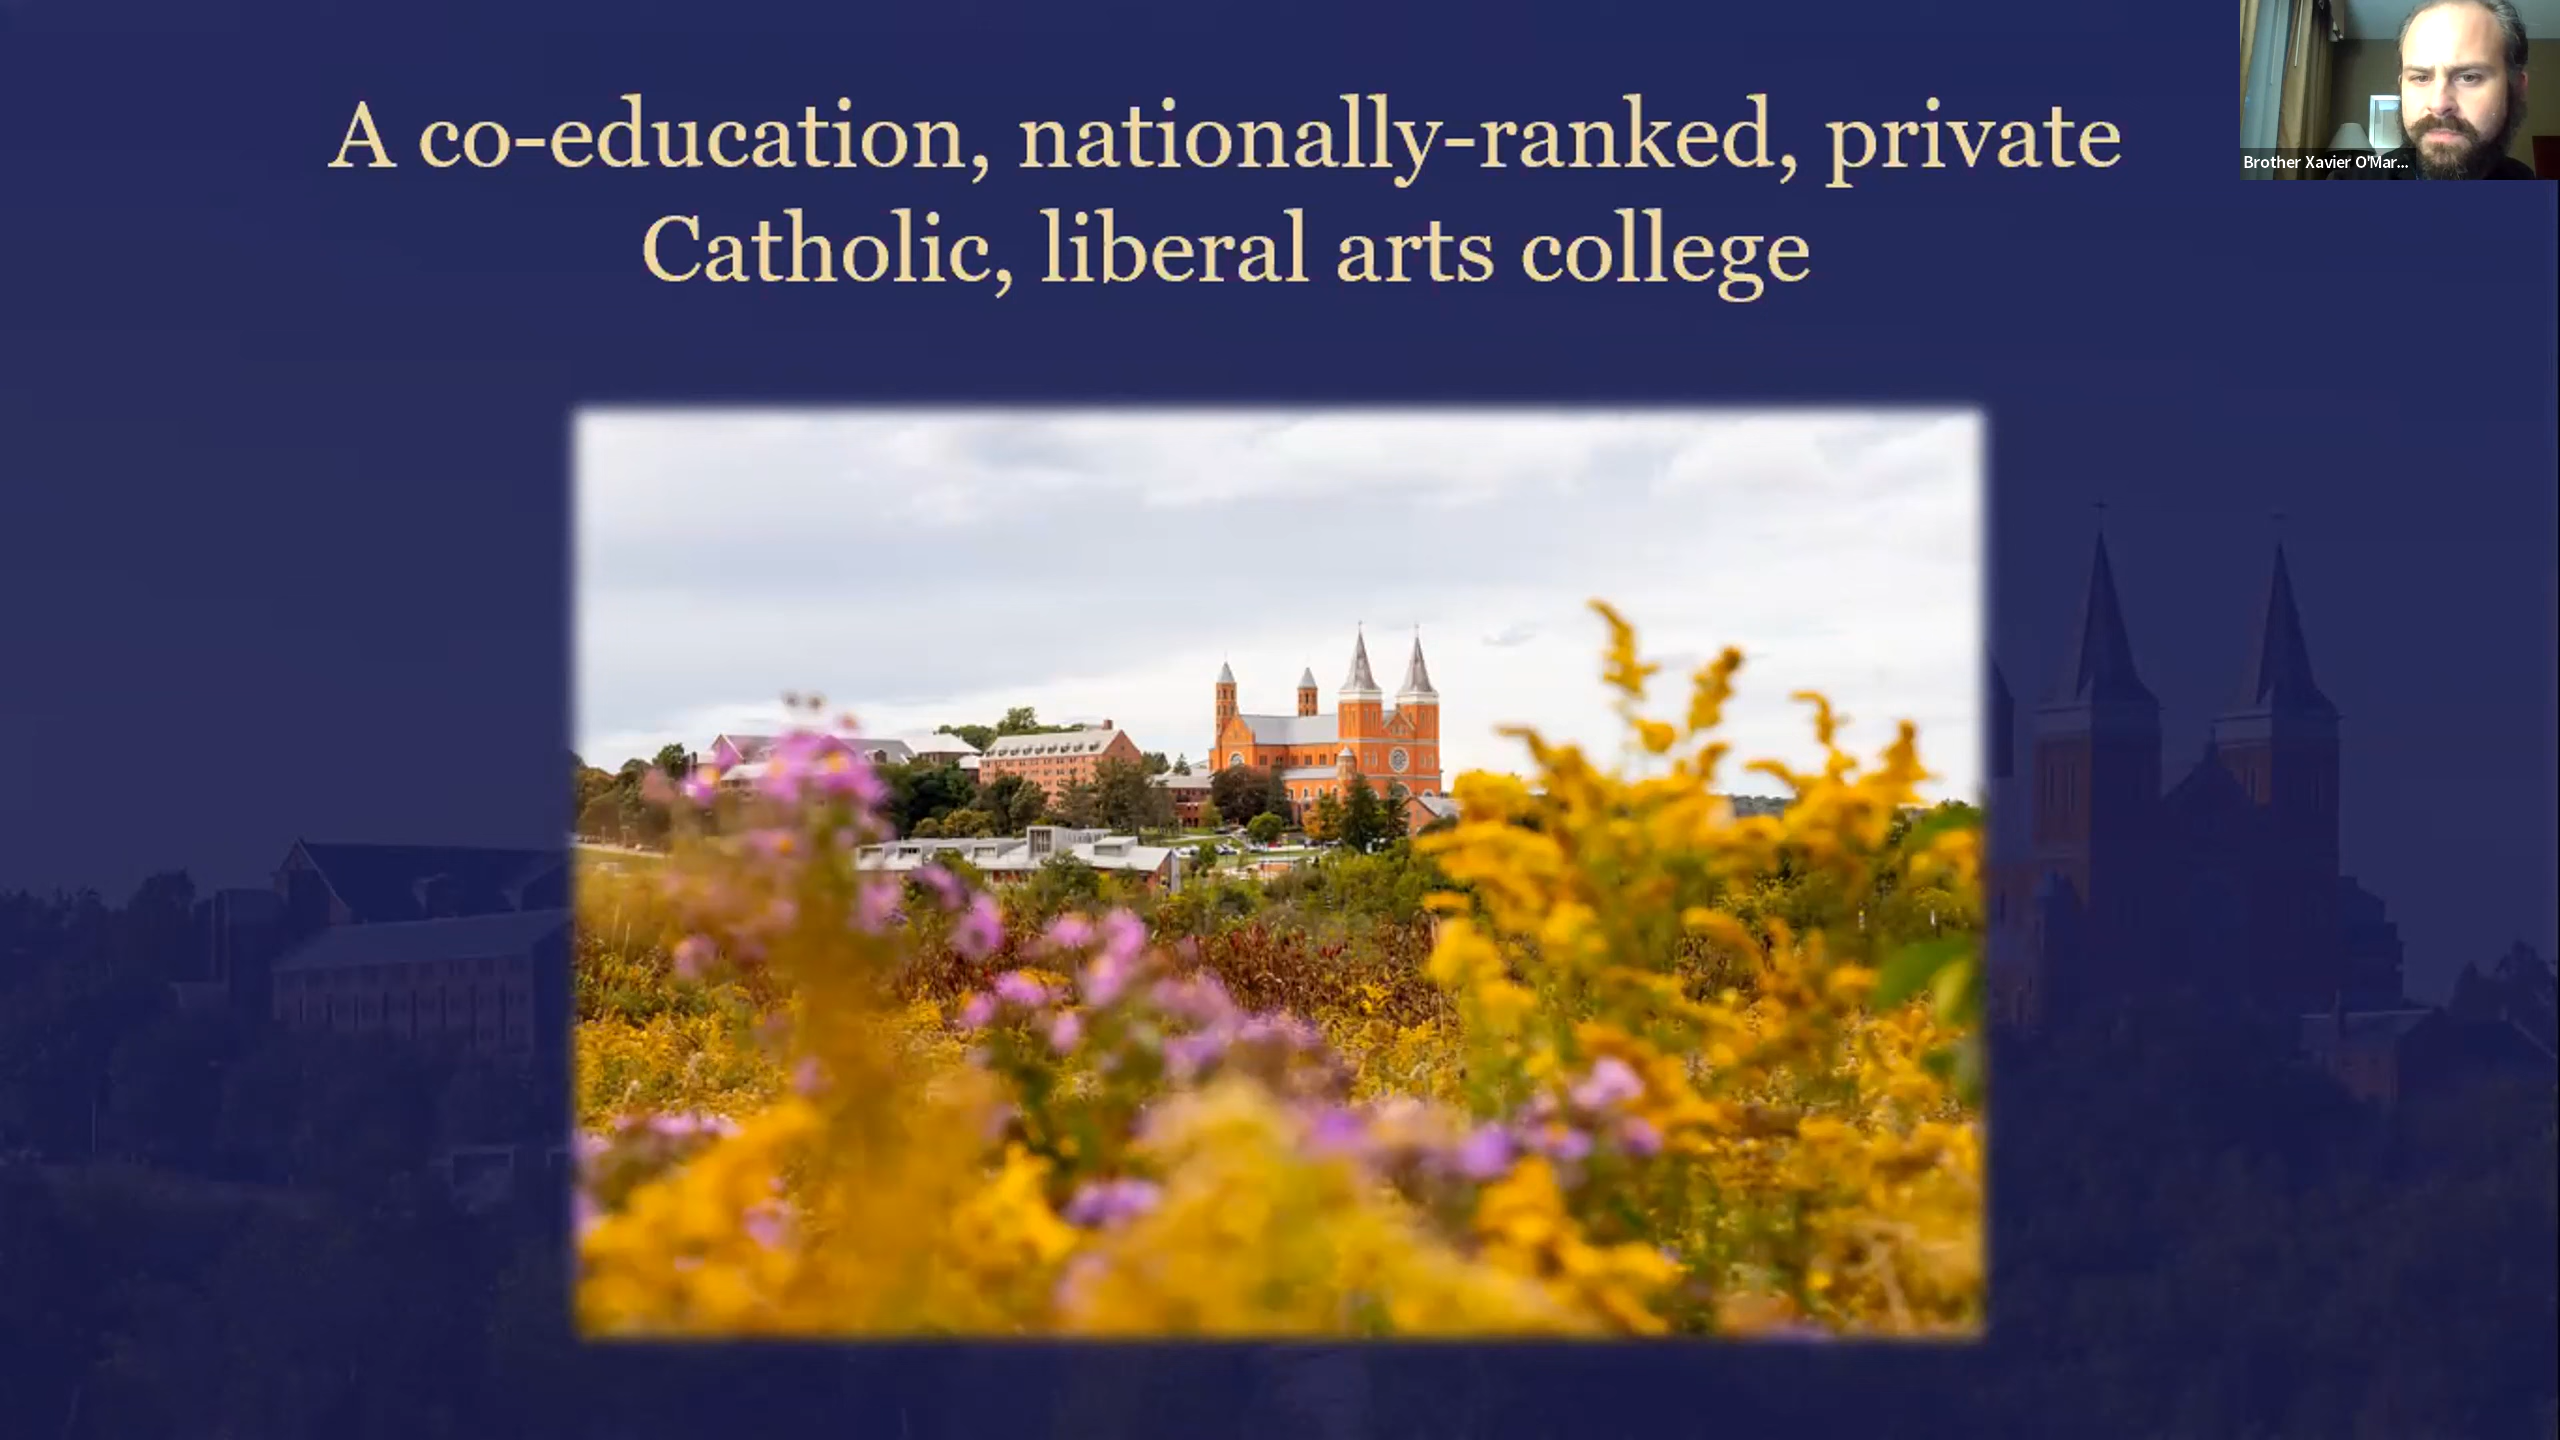 A co-education, nationally-ranked, private
Catholic, liberal arts college
Brother Xavier O'Mar...